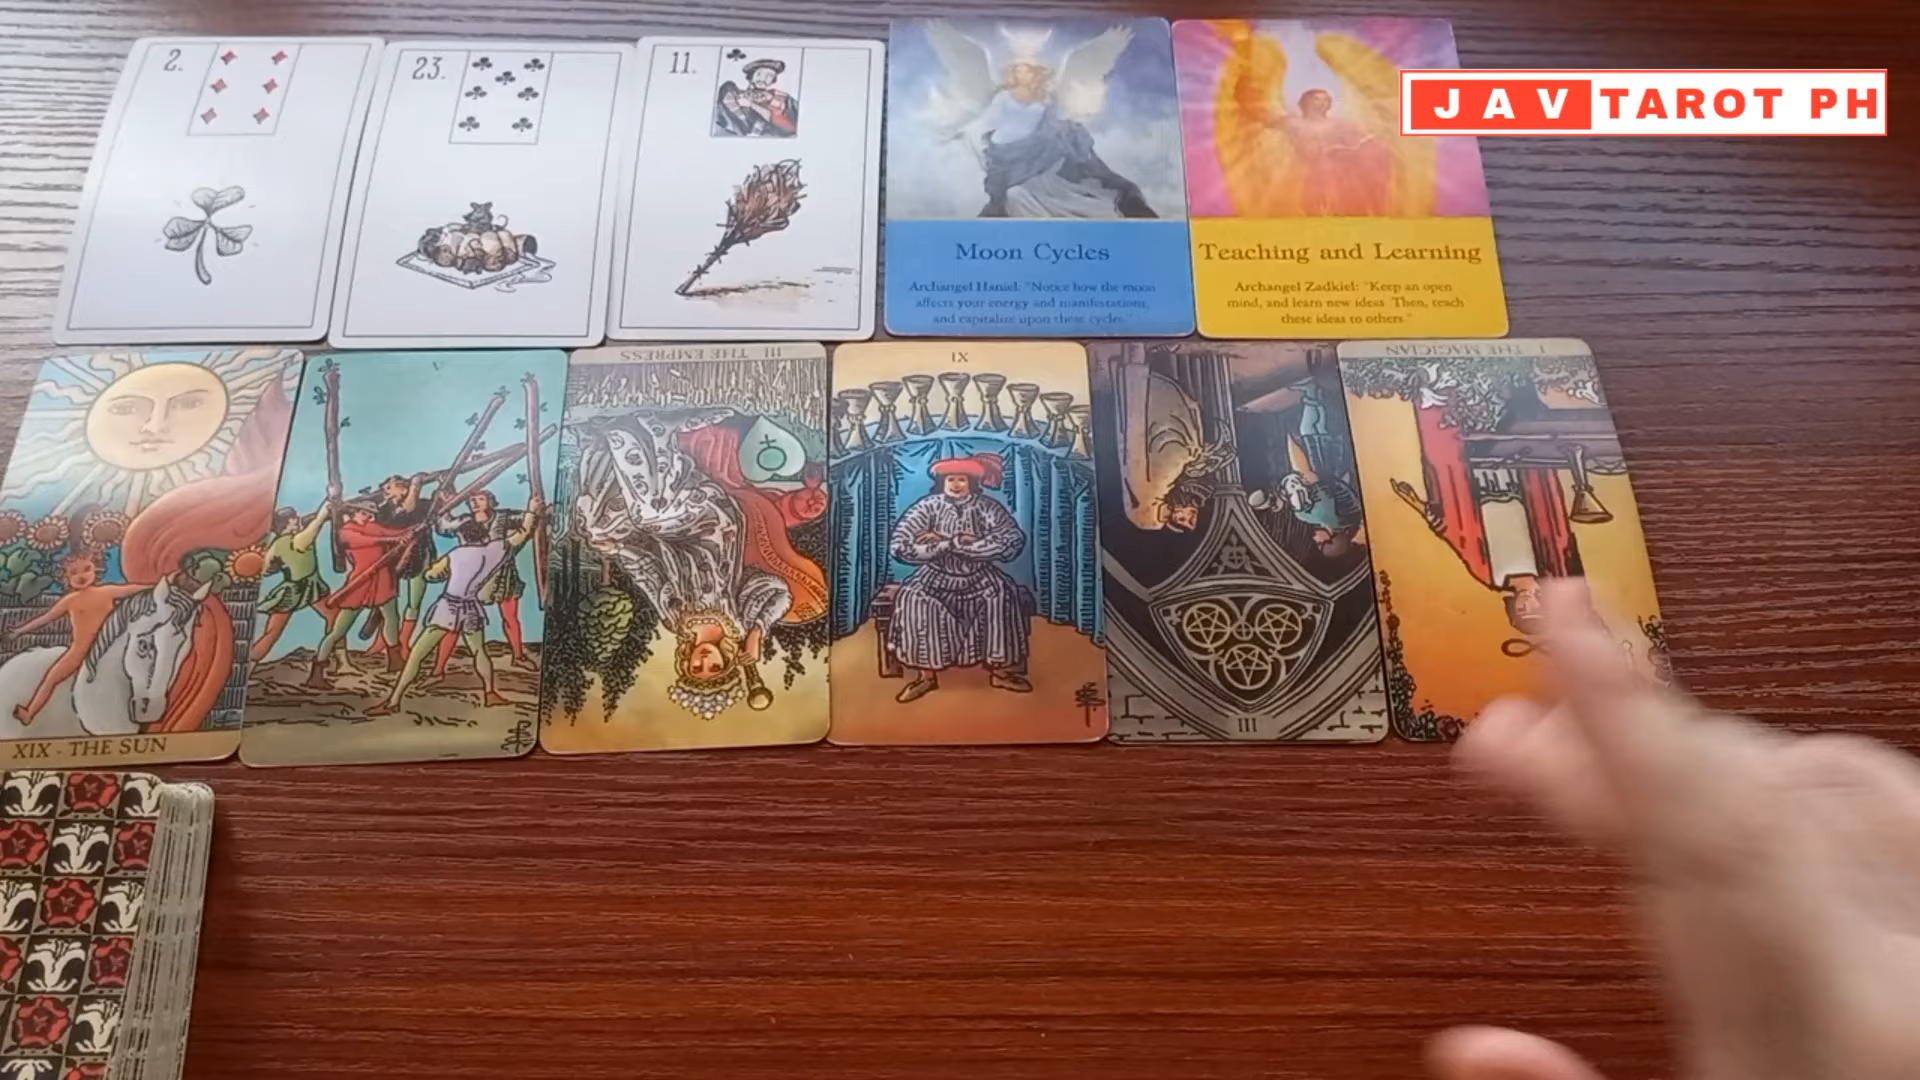 2.
23.
11.
JAV TAROT PH
Moon Cycles
Archangel Haniel: "Notice how the moon
affects your energy and manifestations,
and capitalize upon these cycles."
Teaching and Learning
Archangel Zadkiel: "Keep an open
mind, and learn new ideas. Then, teach
these ideas to others."
V
III THE EMPRESS
IX
I THE MAGICIAN
XIX - THE SUN
III